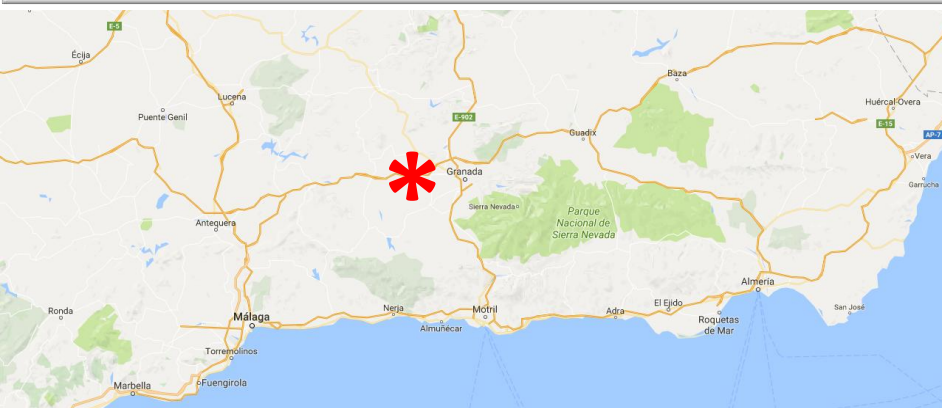 E-5
Écija
Baza
Lucena
Huércal-Overa
Puente Genil
E-902
E-15
Guadix
AP-7
Vera
Granada
Garrucha
Sierra Nevada
Parque
Nacional de
Sierra Nevada
Antequera
Almería
Ronda
Nerja
Motril
Adra
El Ejido
San José
Málaga
Almuñécar
Roquetas
de Mar
Torremolinos
Marbella
Fuengirola